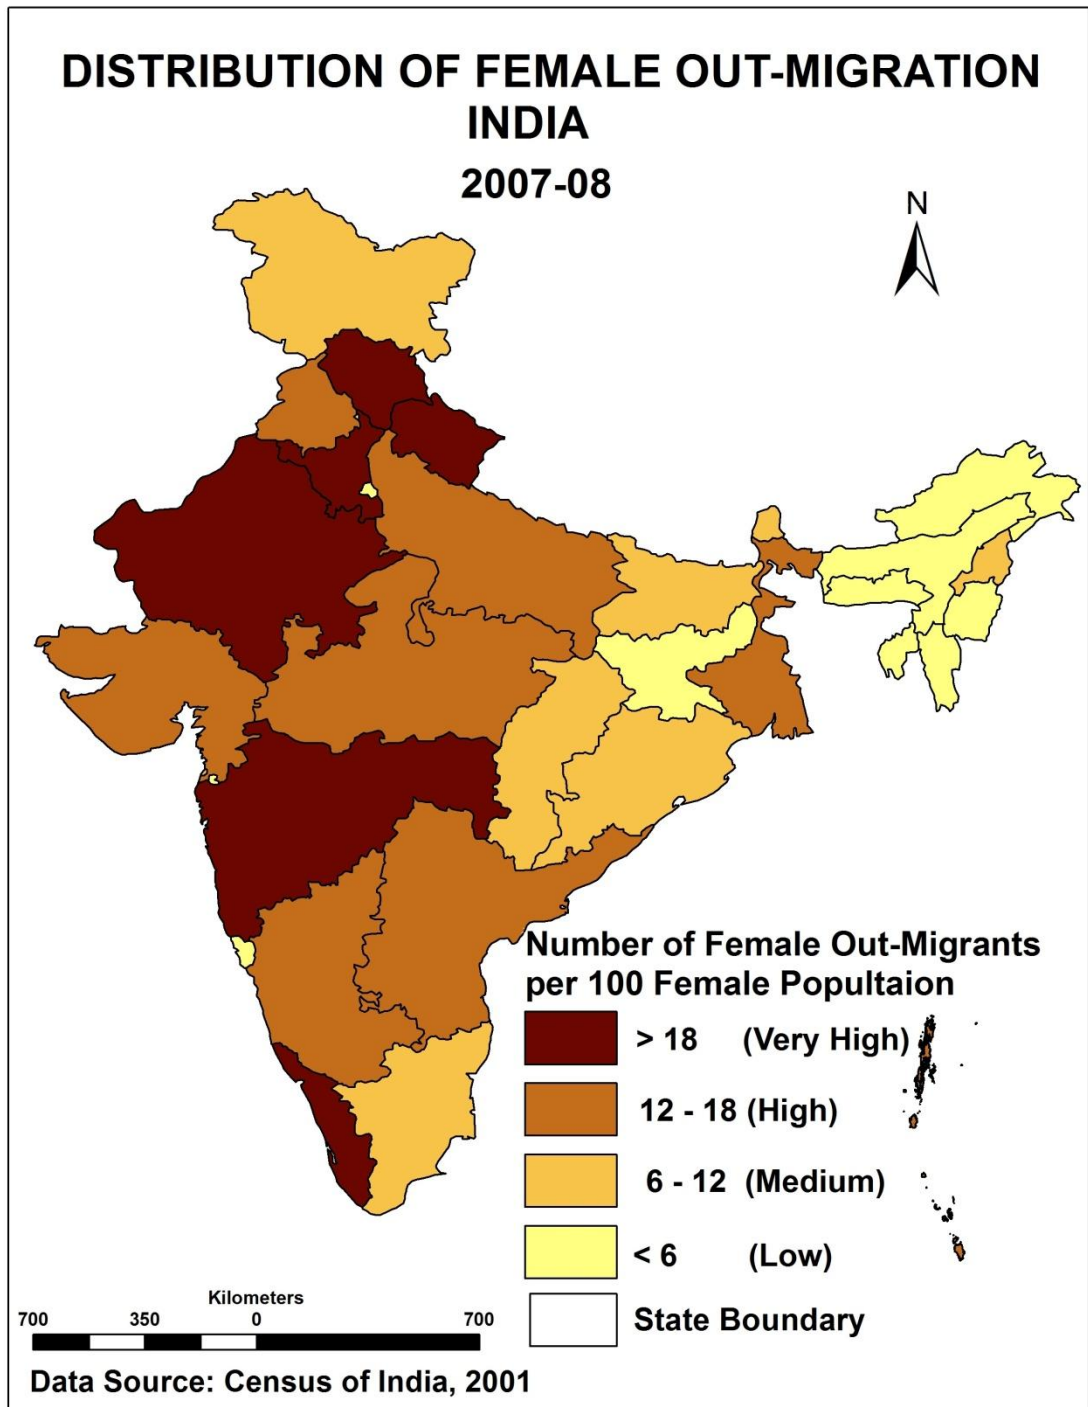 DISTRIBUTION OF FEMALE OUT-MIGRATION
INDIA
2007-08
N
Number of Female Out-Migrants
per 100 Female Popultaion
> 18 (Very High)
12 - 18 (High)
6 - 12 (Medium)
< 6 (Low)
State Boundary
Kilometers
700 350 0 700
Data Source: Census of India, 2001